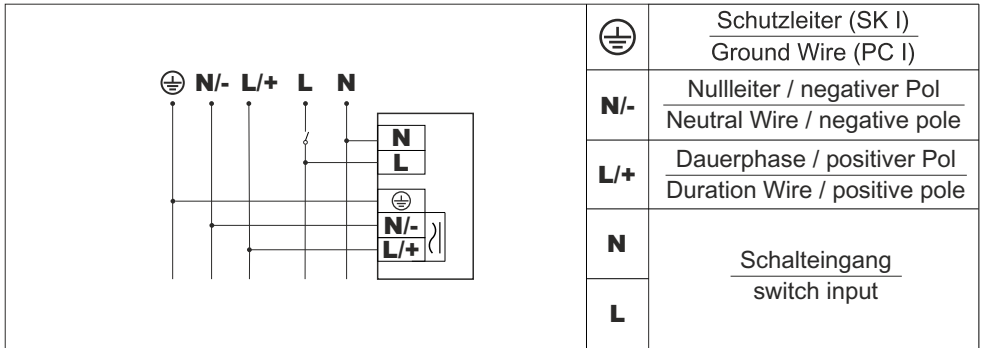 N/- L/+ L N
N
L
N/-
L/+
Schutzleiter (SK I)
Ground Wire (PC I)
N/-
Nullleiter / negativer Pol
Neutral Wire / negative pole
L/+
Dauerphase / positiver Pol
Duration Wire / positive pole
N
L
Schalteingang
switch input